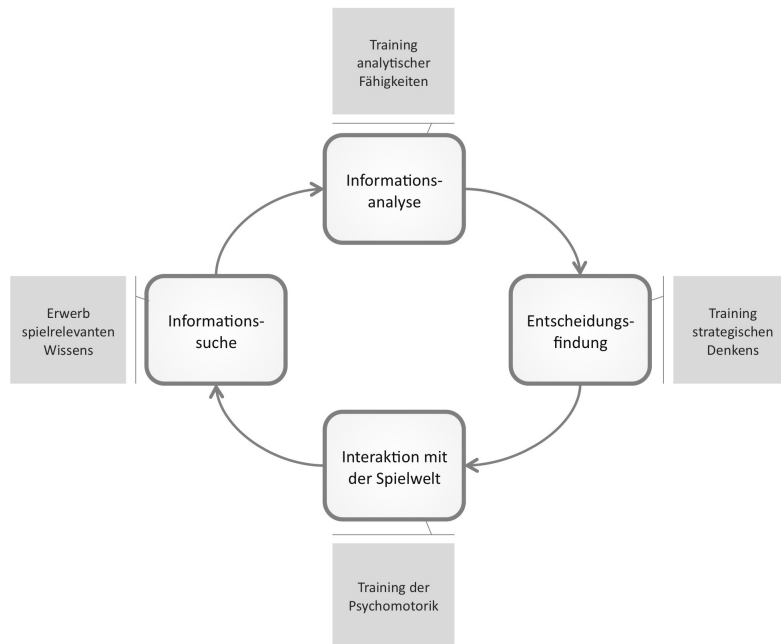 Training
analytischer
Fähigkeiten
Informations-
analyse
Erwerb
spielrelevanten
Wissens
Informations-
suche
Entscheidungs-
findung
Training
strategischen
Denkens
Interaktion mit
der Spielwelt
Training der
Psychomotorik